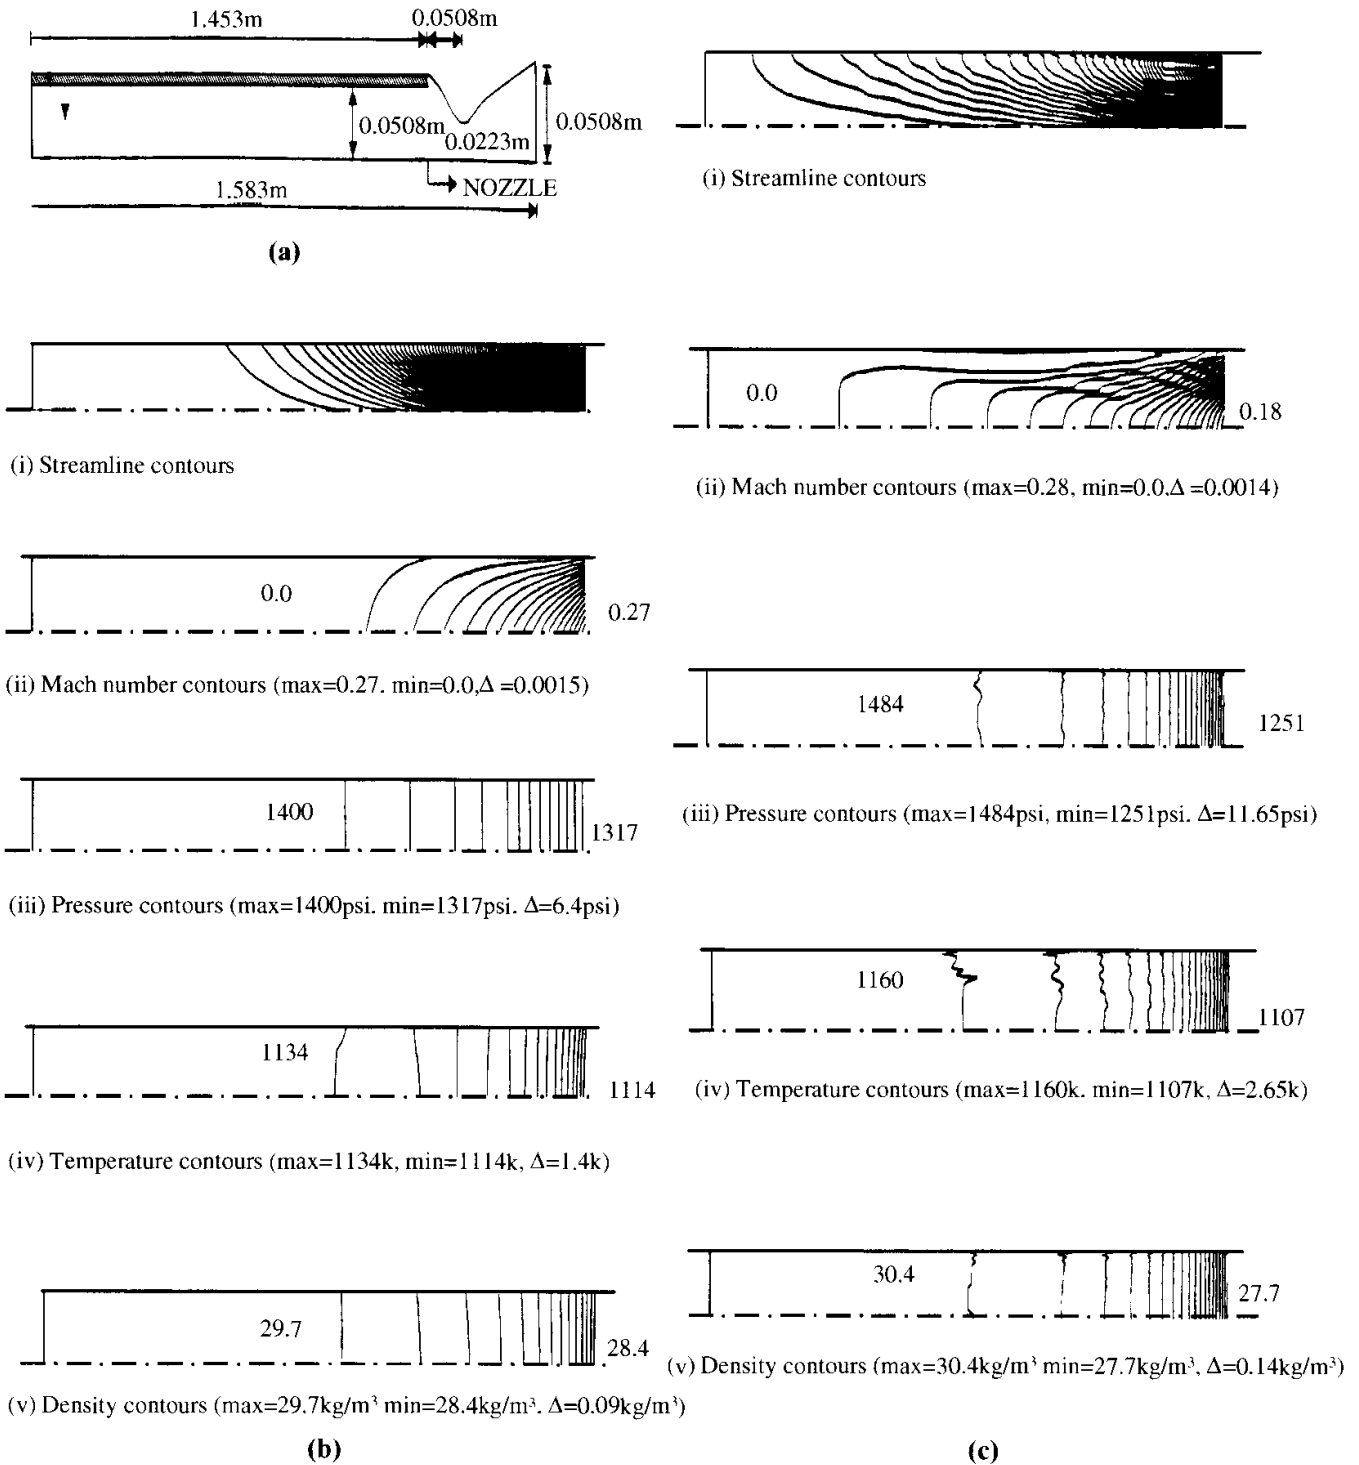 1.453m
0.0508m
0.0508m
0.0223m
0.0508m
NOZZLE
1.583m
(a)
(i) Streamline contours
0.0
0.27
(ii) Mach number contours (max=0.27. min=0.0,Δ =0.0015)
1400
1317
(iii) Pressure contours (max=1400psi. min=1317psi. Δ=6.4psi)
1134
1114
(iv) Temperature contours (max=1134k, min=1114k, Δ=1.4k)
29.7
28.4
(v) Density contours (max=29.7kg/m³ min=28.4kg/m³. Δ=0.09kg/m³)
(b)
(i) Streamline contours
0.0
0.18
(ii) Mach number contours (max=0.28, min=0.0,Δ =0.0014)
1484
1251
(iii) Pressure contours (max=1484psi, min=1251psi. Δ=11.65psi)
1160
1107
(iv) Temperature contours (max=1160k. min=1107k, Δ=2.65k)
30.4
27.7
(v) Density contours (max=30.4kg/m³ min=27.7kg/m³, Δ=0.14kg/m³)
(c)